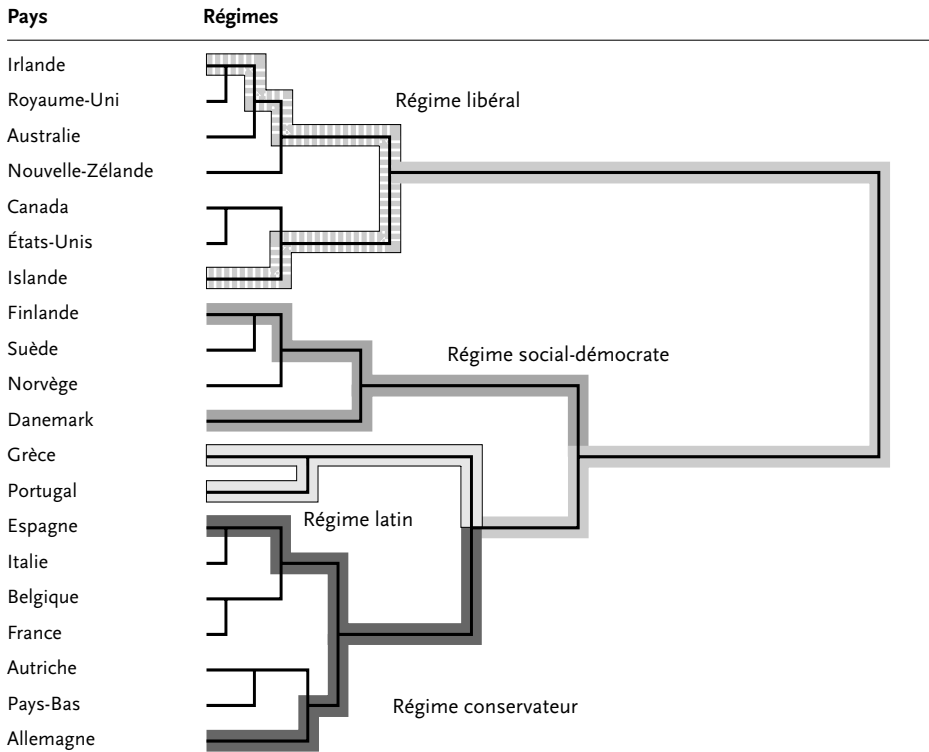 Pays Régimes
Irlande
Royaume-Uni
Régime libéral
Australie
Nouvelle-Zélande
Canada
États-Unis
Islande
Finlande
Suède
Régime social-démocrate
Norvège
Danemark
Grèce
Portugal
Régime latin
Espagne
Italie
Belgique
France
Autriche
Pays-Bas
Régime conservateur
Allemagne